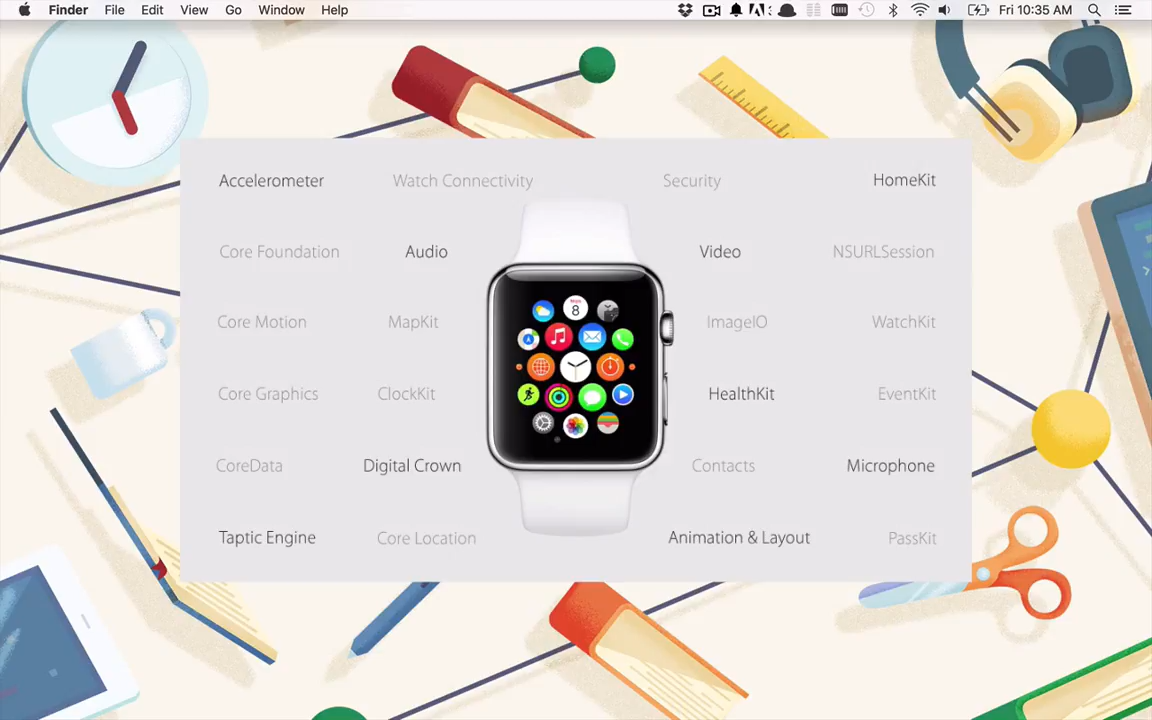 Finder File Edit View Go Window Help Fri 10:35 AM
Accelerometer Watch Connectivity Security HomeKit
Core Foundation Audio Video NSURLSession
Core Motion MapKit ImageIO WatchKit
Core Graphics ClockKit HealthKit EventKit
CoreData Digital Crown Contacts Microphone
Taptic Engine Core Location Animation & Layout PassKit
8